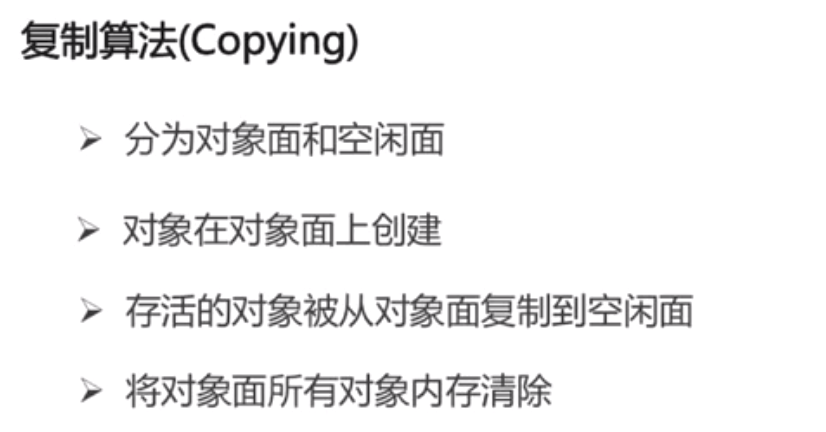 复制算法(Copying)
➢ 分为对象面和空闲面
➢ 对象在对象面上创建
➢ 存活的对象被从对象面复制到空闲面
➢ 将对象面所有对象内存清除